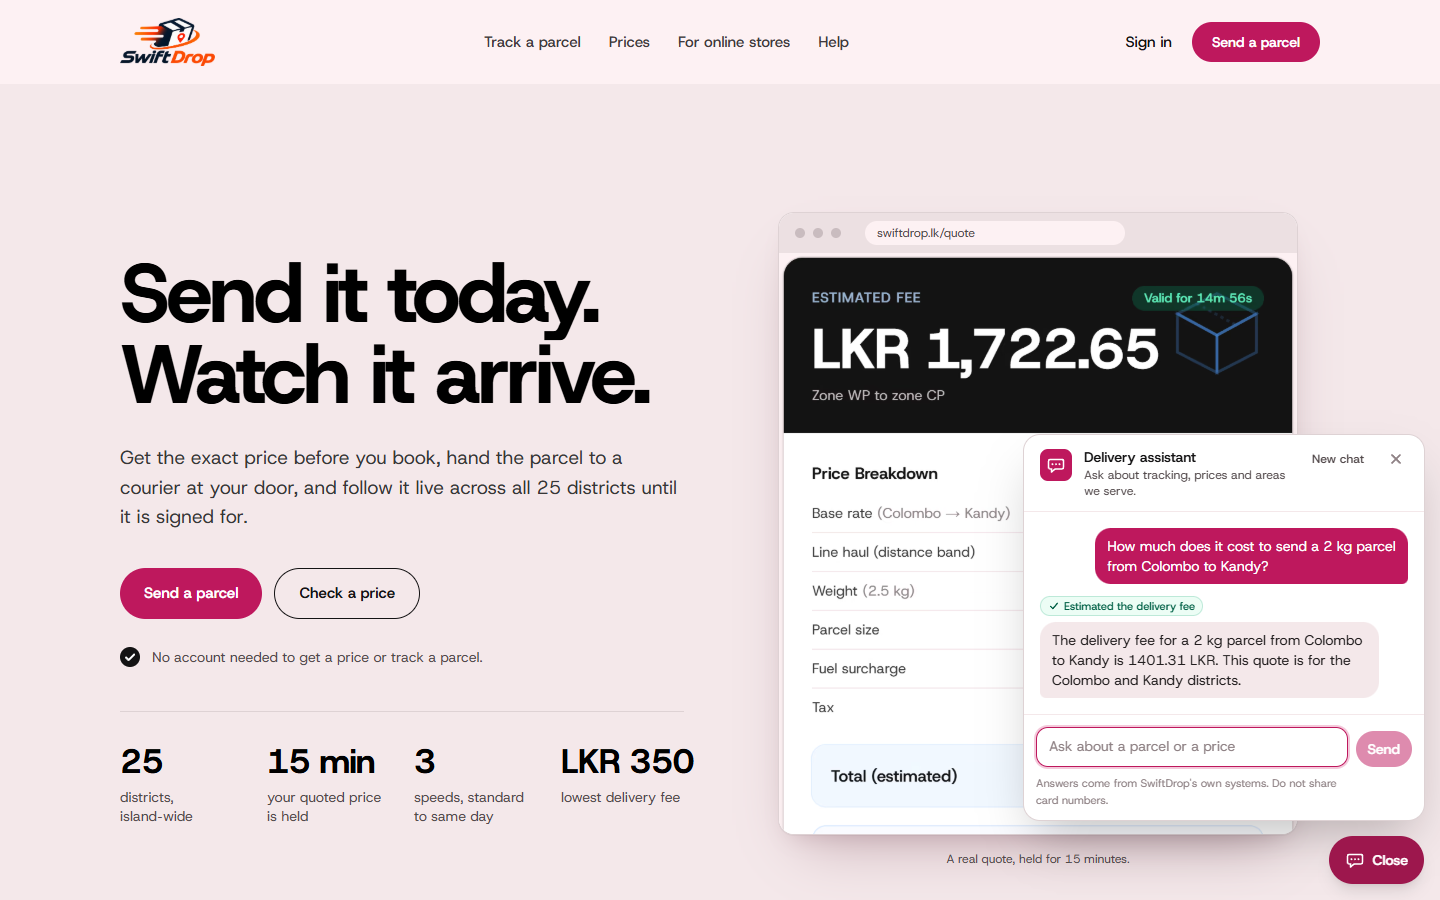 SwiftDrop
Track a parcel
Prices
For online stores
Help
Sign in
Send a parcel
Send it today.
Watch it arrive.
Get the exact price before you book, hand the parcel to a
courier at your door, and follow it live across all 25 districts until
it is signed for.
Send a parcel
Check a price
No account needed to get a price or track a parcel.
25
districts,
island-wide
15 min
your quoted price
is held
3
speeds, standard
to same day
LKR 350
lowest delivery fee
swiftdrop.lk/quote
ESTIMATED FEE
Valid for 14m 56s
LKR 1,722.65
Zone WP to zone CP
Price Breakdown
Base rate (Colombo → Kandy)
Line haul (distance band)
Weight (2.5 kg)
Parcel size
Fuel surcharge
Tax
Total (estimated)
A real quote, held for 15 minutes.
Delivery assistant
Ask about tracking, prices and areas
we serve.
New chat
How much does it cost to send a 2 kg parcel
from Colombo to Kandy?
Estimated the delivery fee
The delivery fee for a 2 kg parcel from Colombo
to Kandy is 1401.31 LKR. This quote is for the
Colombo and Kandy districts.
Ask about a parcel or a price
Send
Answers come from SwiftDrop's own systems. Do not share
card numbers.
Close